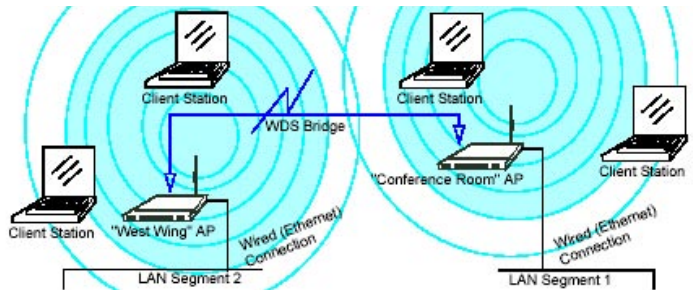 Client Station
Client Station
WDS Bridge
"Conference Room" AP
Client Station
Client Station
"West Wing" AP
Wired (Ethernet)
Connection
Wired (Ethernet)
Connection
LAN Segment 2
LAN Segment 1